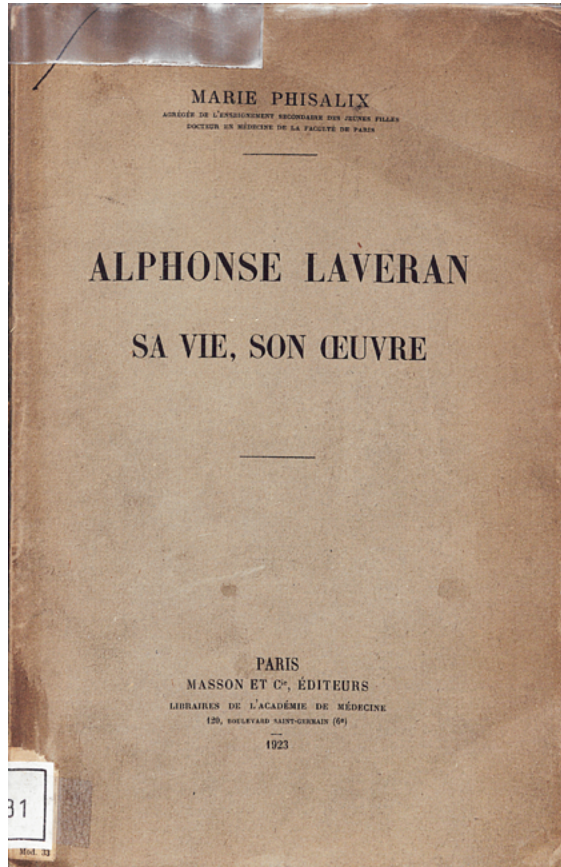 MARIE PHISALIX
AGRÉGÉE DE L'ENSEIGNEMENT SECONDAIRE DES JEUNES FILLES
DOCTEUR EN MÉDECINE DE LA FACULTÉ DE PARIS
ALPHONSE LAVERAN
SA VIE, SON ŒUVRE
PARIS
MASSON ET Cie, ÉDITEURS
LIBRAIRES DE L'ACADÉMIE DE MÉDECINE
120, BOULEVARD SAINT-GERMAIN (6e)
1923
31
Mod. 33